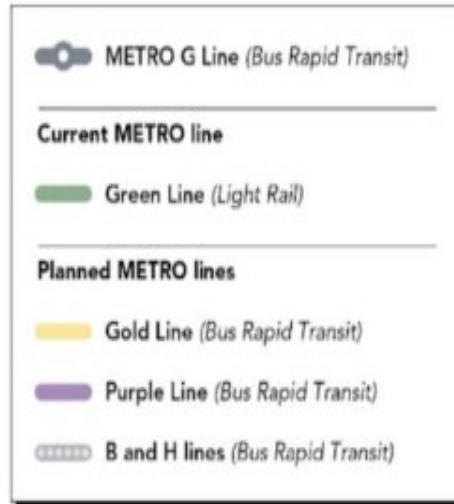 METRO G Line (Bus Rapid Transit)
Current METRO line
Green Line (Light Rail)
Planned METRO lines
Gold Line (Bus Rapid Transit)
Purple Line (Bus Rapid Transit)
B and H lines (Bus Rapid Transit)